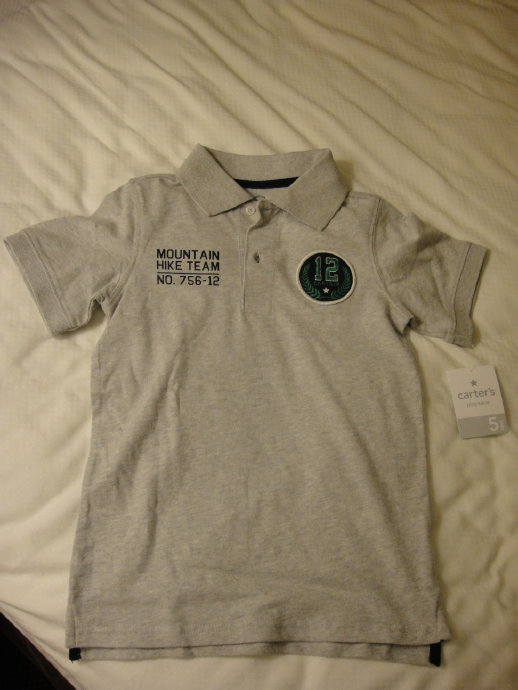 MOUNTAIN
HIKE TEAM
NO. 756-12
12
carter's
5